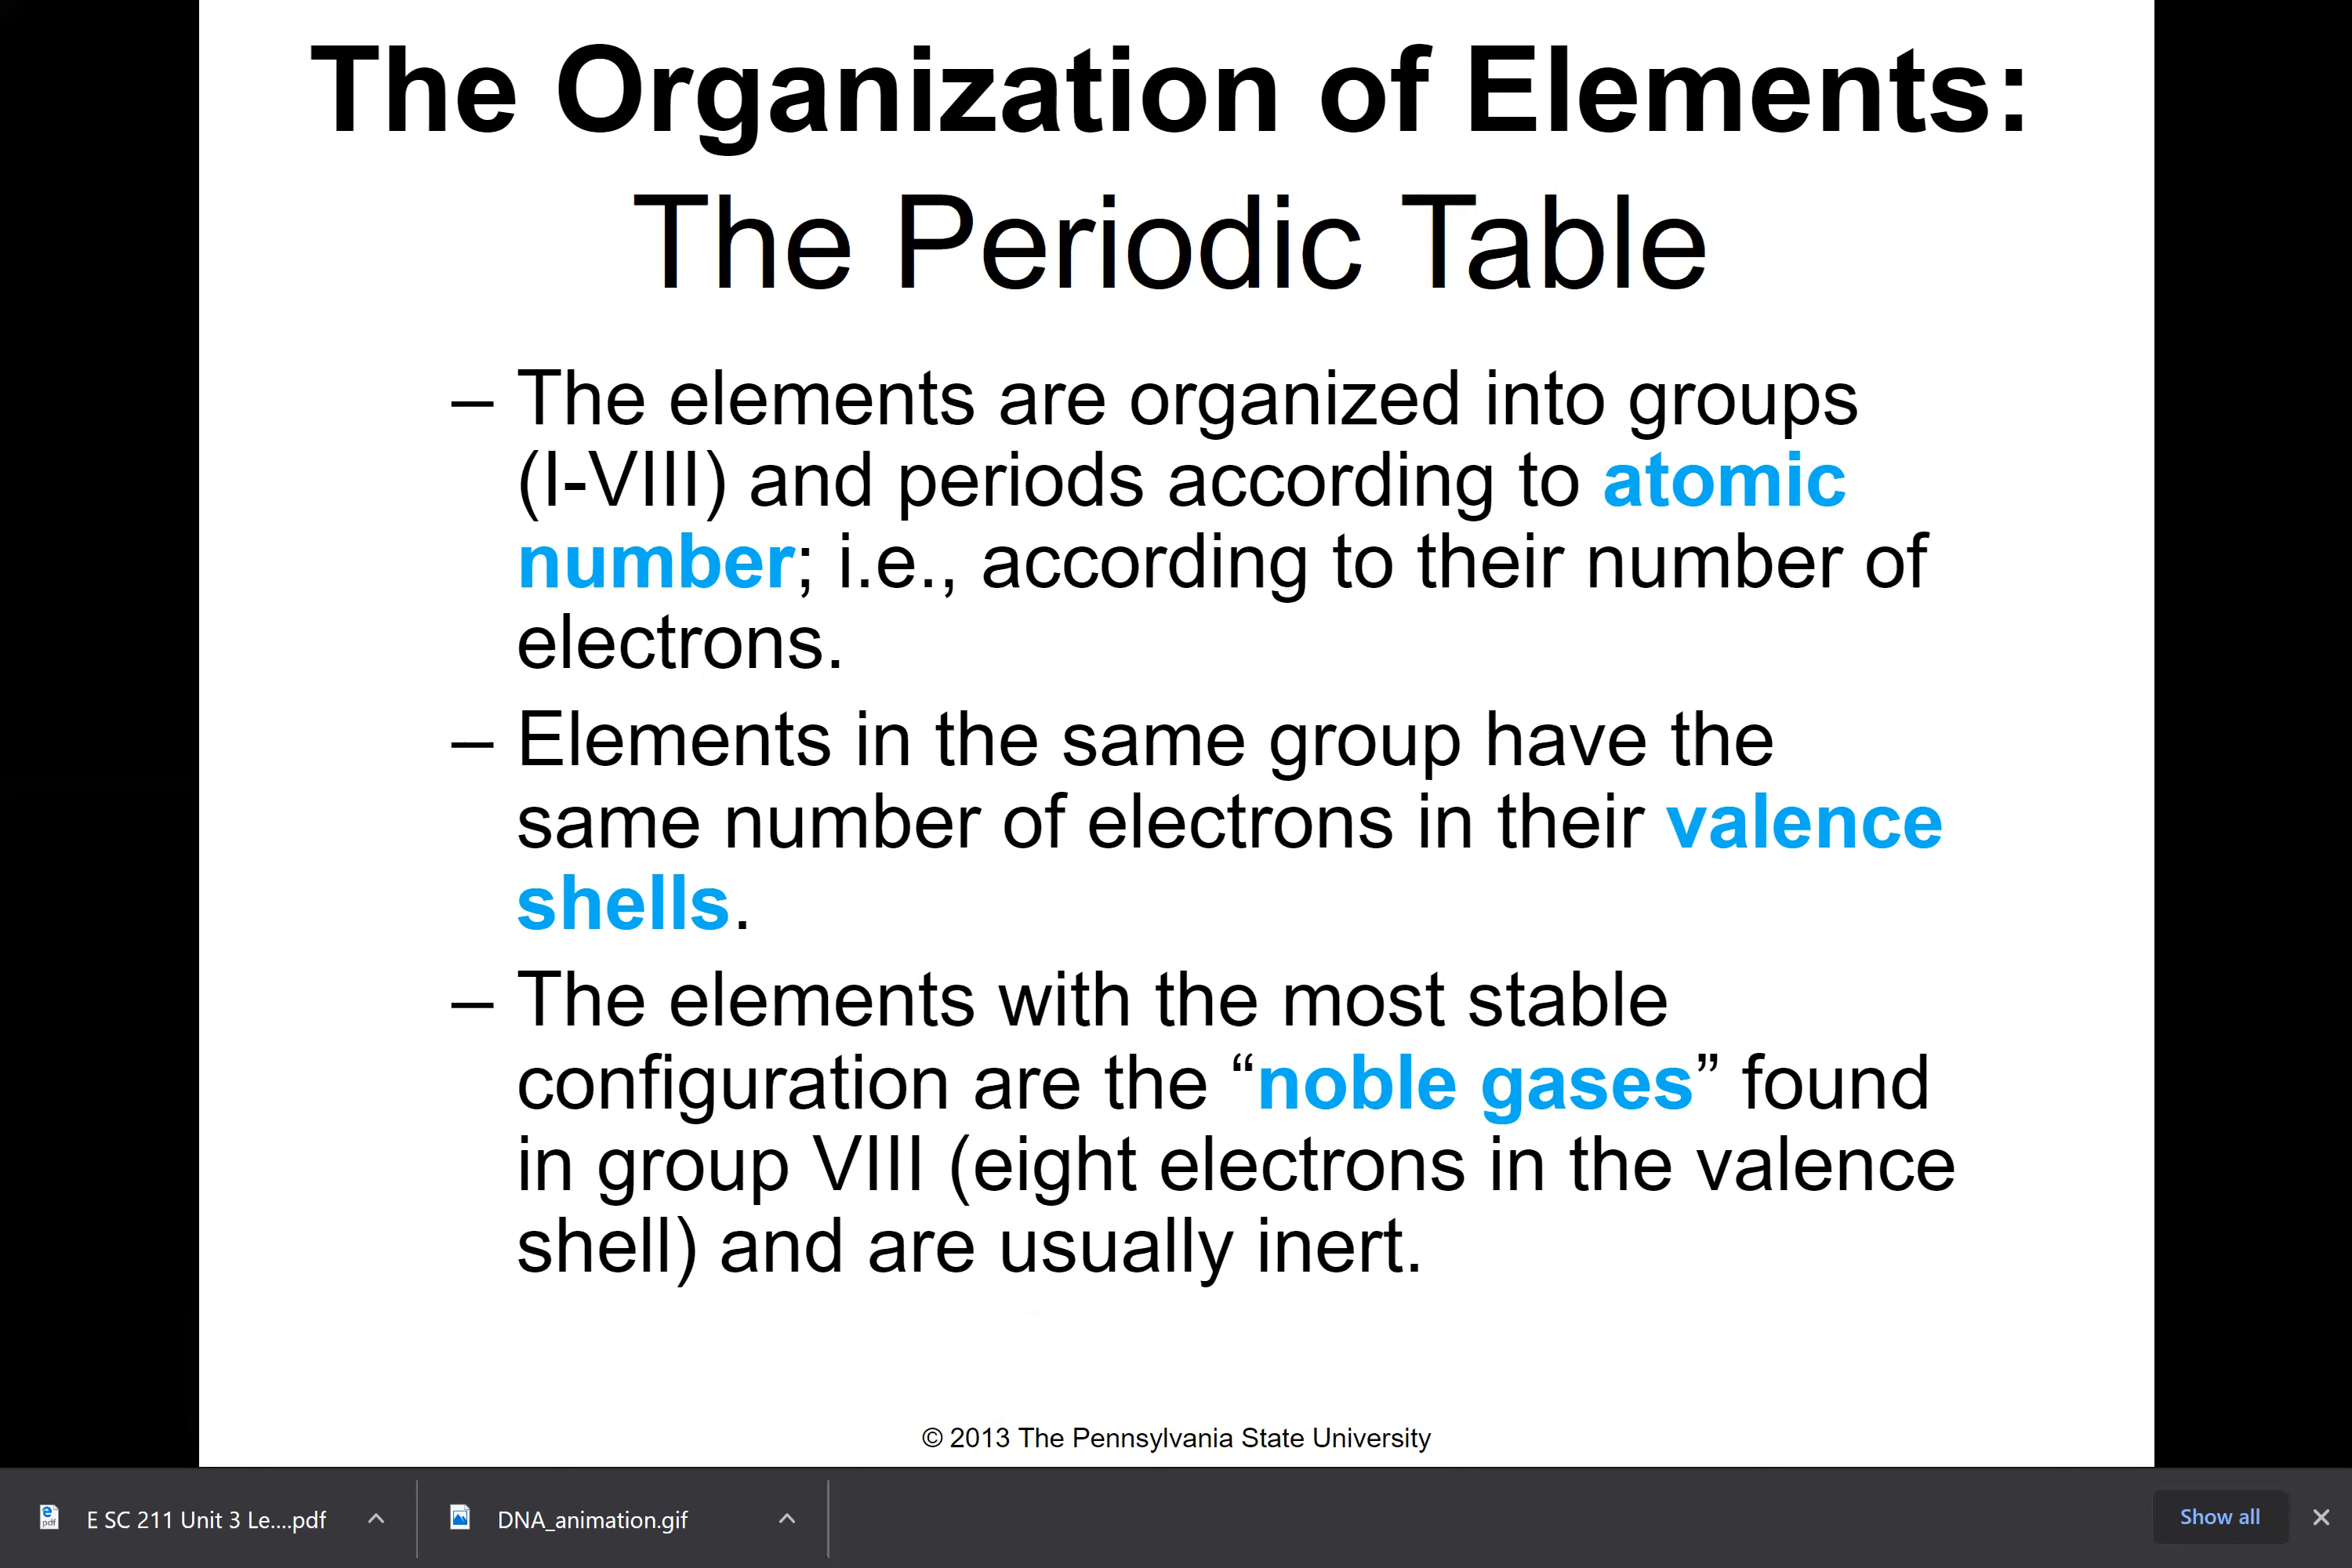 The Organization of Elements:
The Periodic Table
– The elements are organized into groups
(I-VIII) and periods according to atomic
number; i.e., according to their number of
electrons.
– Elements in the same group have the
same number of electrons in their valence
shells.
– The elements with the most stable
configuration are the “noble gases” found
in group VIII (eight electrons in the valence
shell) and are usually inert.
© 2013 The Pennsylvania State University
E SC 211 Unit 3 Le....pdf
DNA_animation.gif
Show all